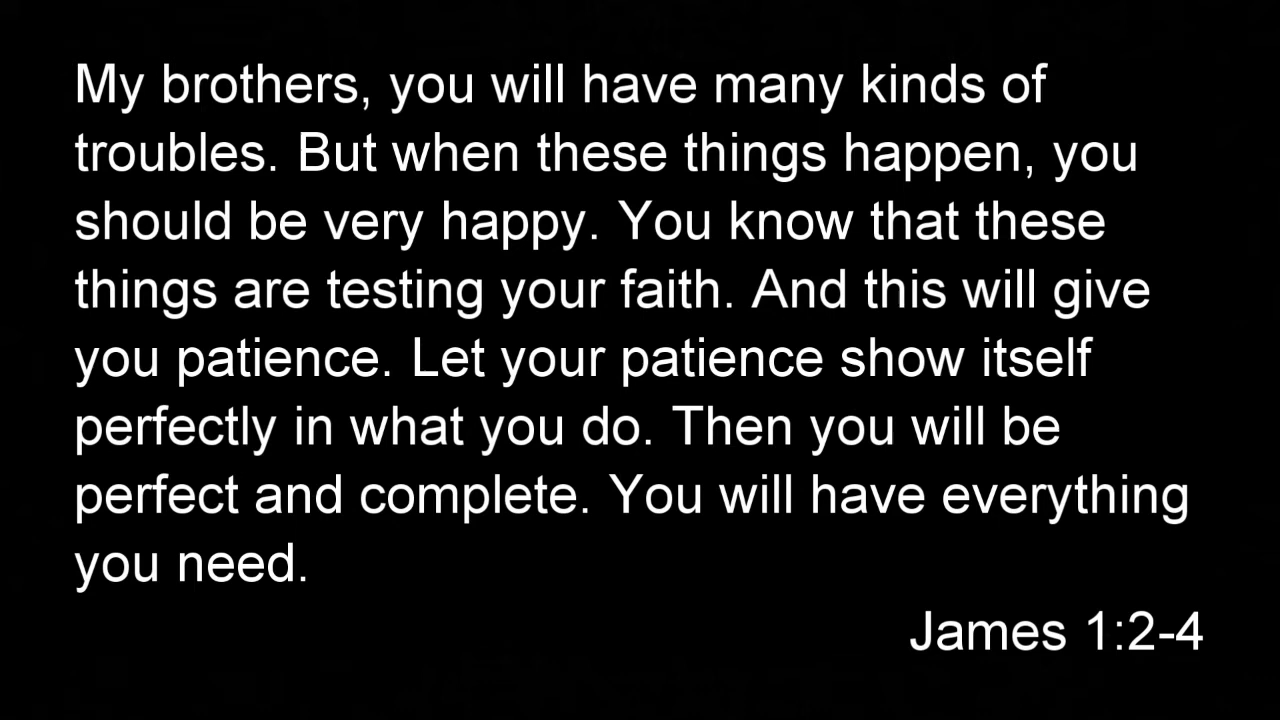 My brothers, you will have many kinds of
troubles. But when these things happen, you
should be very happy. You know that these
things are testing your faith. And this will give
you patience. Let your patience show itself
perfectly in what you do. Then you will be
perfect and complete. You will have everything
you need.
James 1:2-4